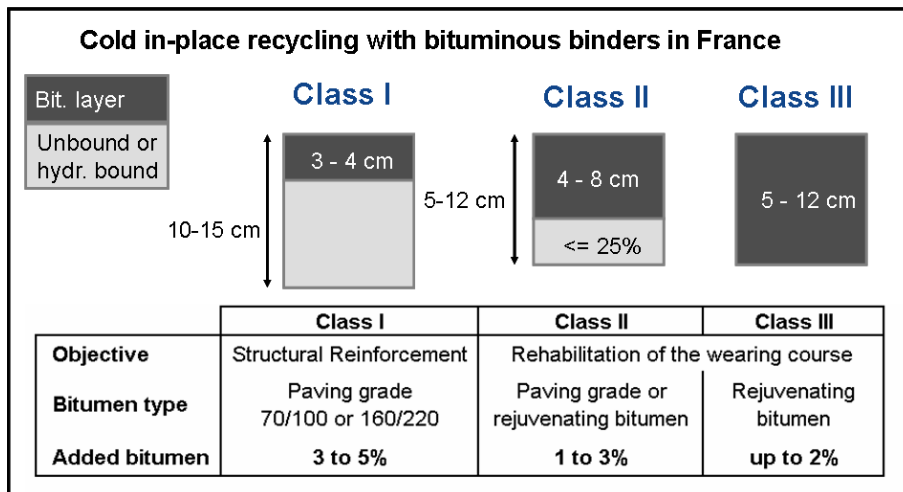 Cold in-place recycling with bituminous binders in France
Bit. layer
Unbound or
hydr. bound
Class I
Class II
Class III
3 - 4 cm
10-15 cm
4 - 8 cm
<= 25%
5-12 cm
5 - 12 cm
Class I Class II Class III
Objective Structural Reinforcement Rehabilitation of the wearing course
Bitumen type Paving grade 70/100 or 160/220 Paving grade or rejuvenating bitumen Rejuvenating bitumen
Added bitumen 3 to 5% 1 to 3% up to 2%